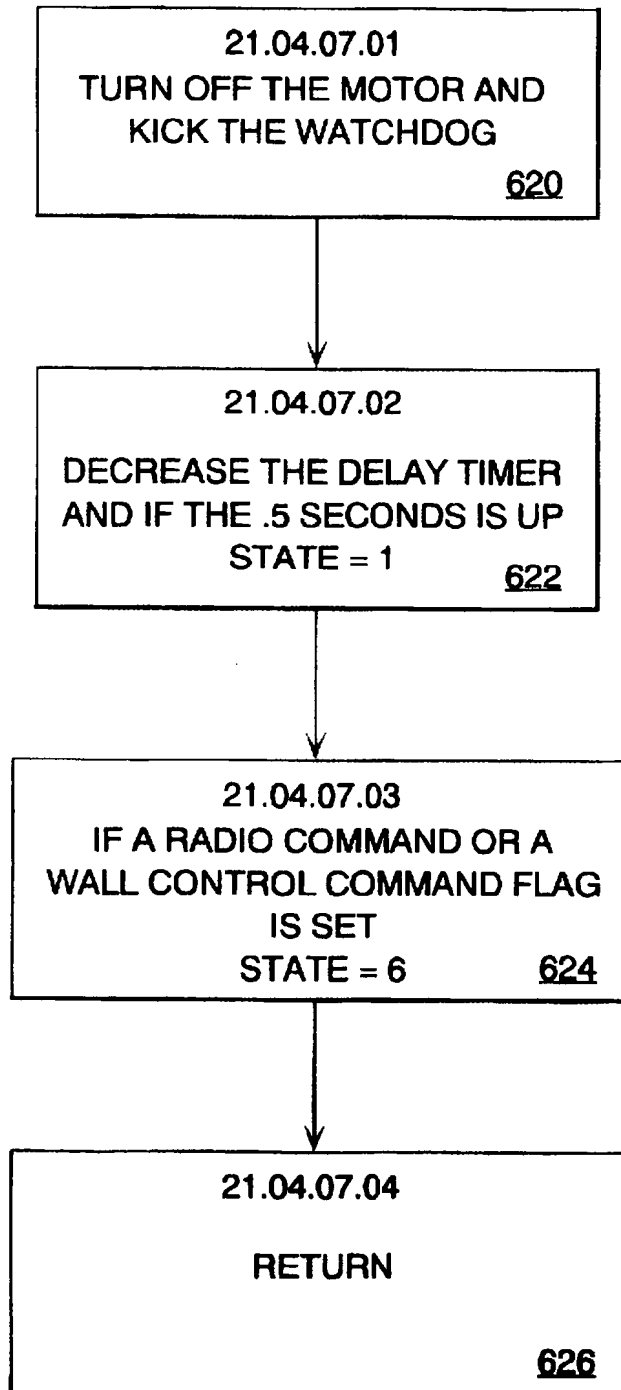 21.04.07.01
TURN OFF THE MOTOR AND
KICK THE WATCHDOG
620
21.04.07.02
DECREASE THE DELAY TIMER
AND IF THE .5 SECONDS IS UP
STATE = 1
622
21.04.07.03
IF A RADIO COMMAND OR A
WALL CONTROL COMMAND FLAG
IS SET
STATE = 6
624
21.04.07.04
RETURN
626